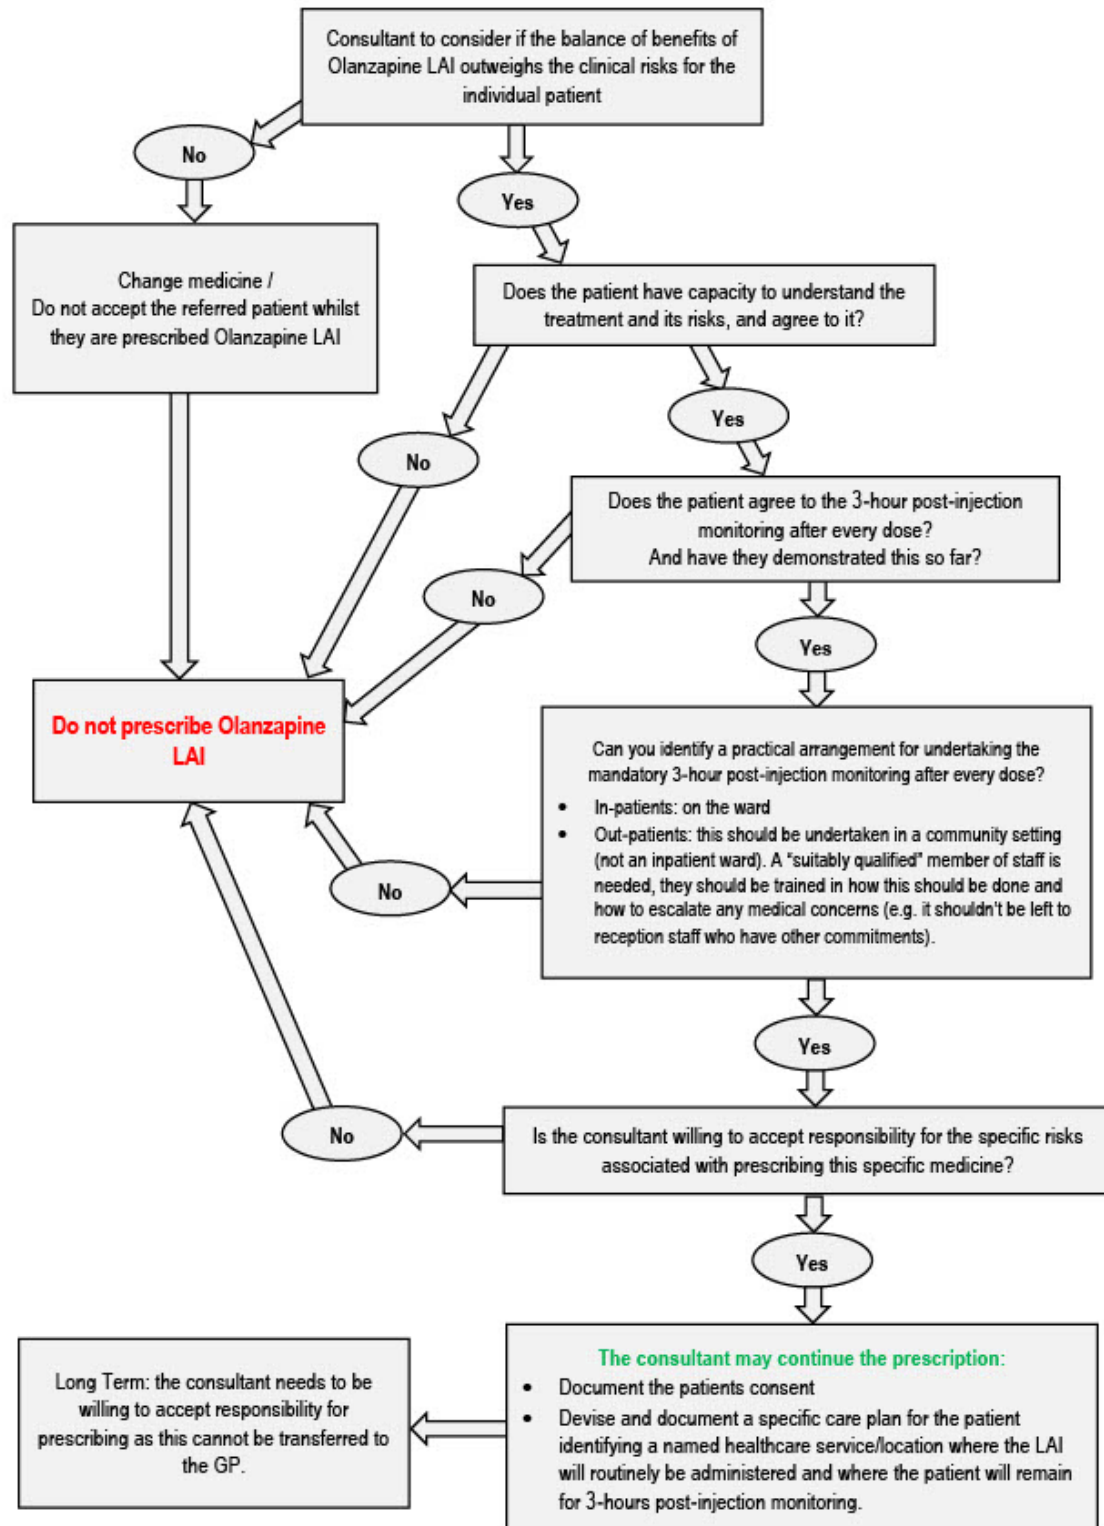 Consultant to consider if the balance of benefits of
Olanzapine LAI outweighs the clinical risks for the
individual patient
No
Yes
Change medicine /
Do not accept the referred patient whilst
they are prescribed Olanzapine LAI
Does the patient have capacity to understand the
treatment and its risks, and agree to it?
No
Yes
Does the patient agree to the 3-hour post-injection
monitoring after every dose?
And have they demonstrated this so far?
No
Yes
Do not prescribe Olanzapine
LAI
Can you identify a practical arrangement for undertaking the
mandatory 3-hour post-injection monitoring after every dose?
• In-patients: on the ward
• Out-patients: this should be undertaken in a community setting
(not an inpatient ward). A “suitably qualified” member of staff is
needed, they should be trained in how this should be done and
how to escalate any medical concerns (e.g. it shouldn't be left to
reception staff who have other commitments).
No
Yes
Is the consultant willing to accept responsibility for the specific risks
associated with prescribing this specific medicine?
No
Yes
The consultant may continue the prescription:
• Document the patients consent
• Devise and document a specific care plan for the patient
identifying a named healthcare service/location where the LAI
will routinely be administered and where the patient will remain
for 3-hours post-injection monitoring.
Long Term: the consultant needs to be
willing to accept responsibility for
prescribing as this cannot be transferred to
the GP.